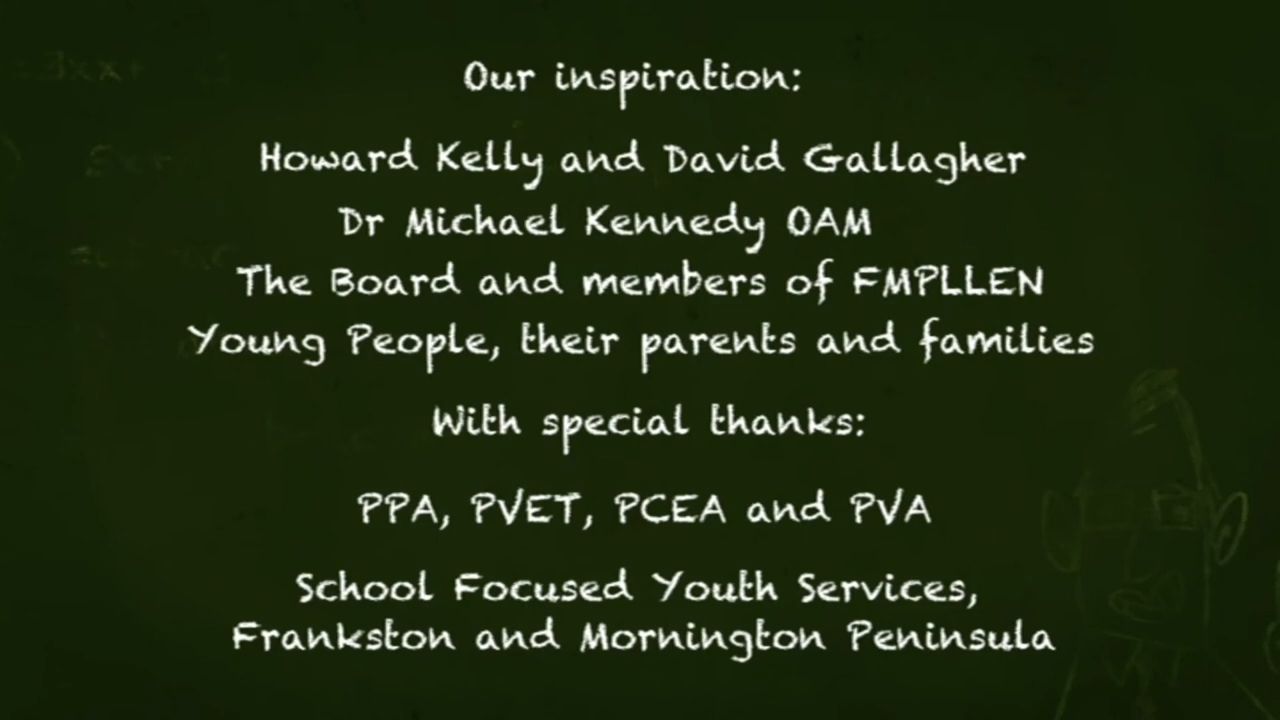 Our inspiration:
Howard Kelly and David Gallagher
Dr Michael Kennedy OAM
The Board and members of FMPLLEN
Young People, their parents and families
With special thanks:
PPA, PVET, PCEA and PVA
School Focused Youth Services,
Frankston and Mornington Peninsula